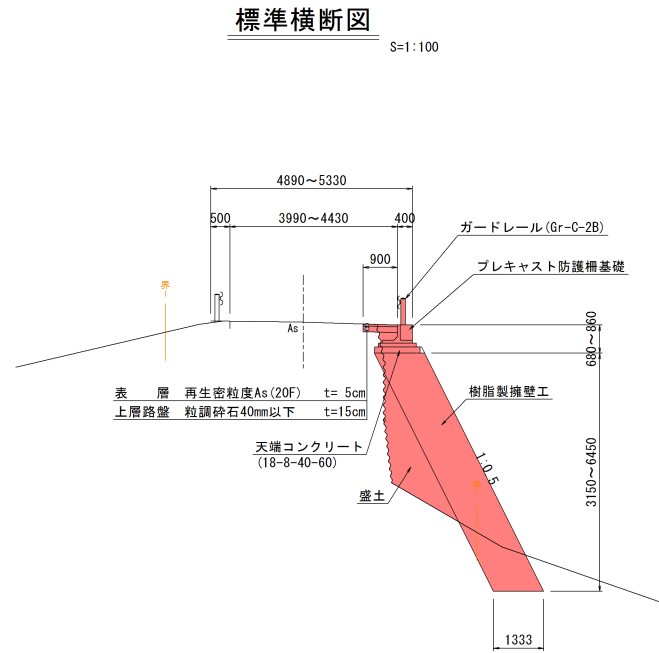 標準横断図
S=1:100
4890～5330
500
3990～4430
400
ガードレール(Gr-C-2B)
900
プレキャスト防護柵基礎
界
As
680～860
表　層　再生密粒度As(20F)　t= 5cm
上層路盤　粒調砕石40mm以下　t=15cm
樹脂製擁壁工
天端コンクリート
(18-8-40-60)
1:0.5
3150～6450
界
盛土
1333